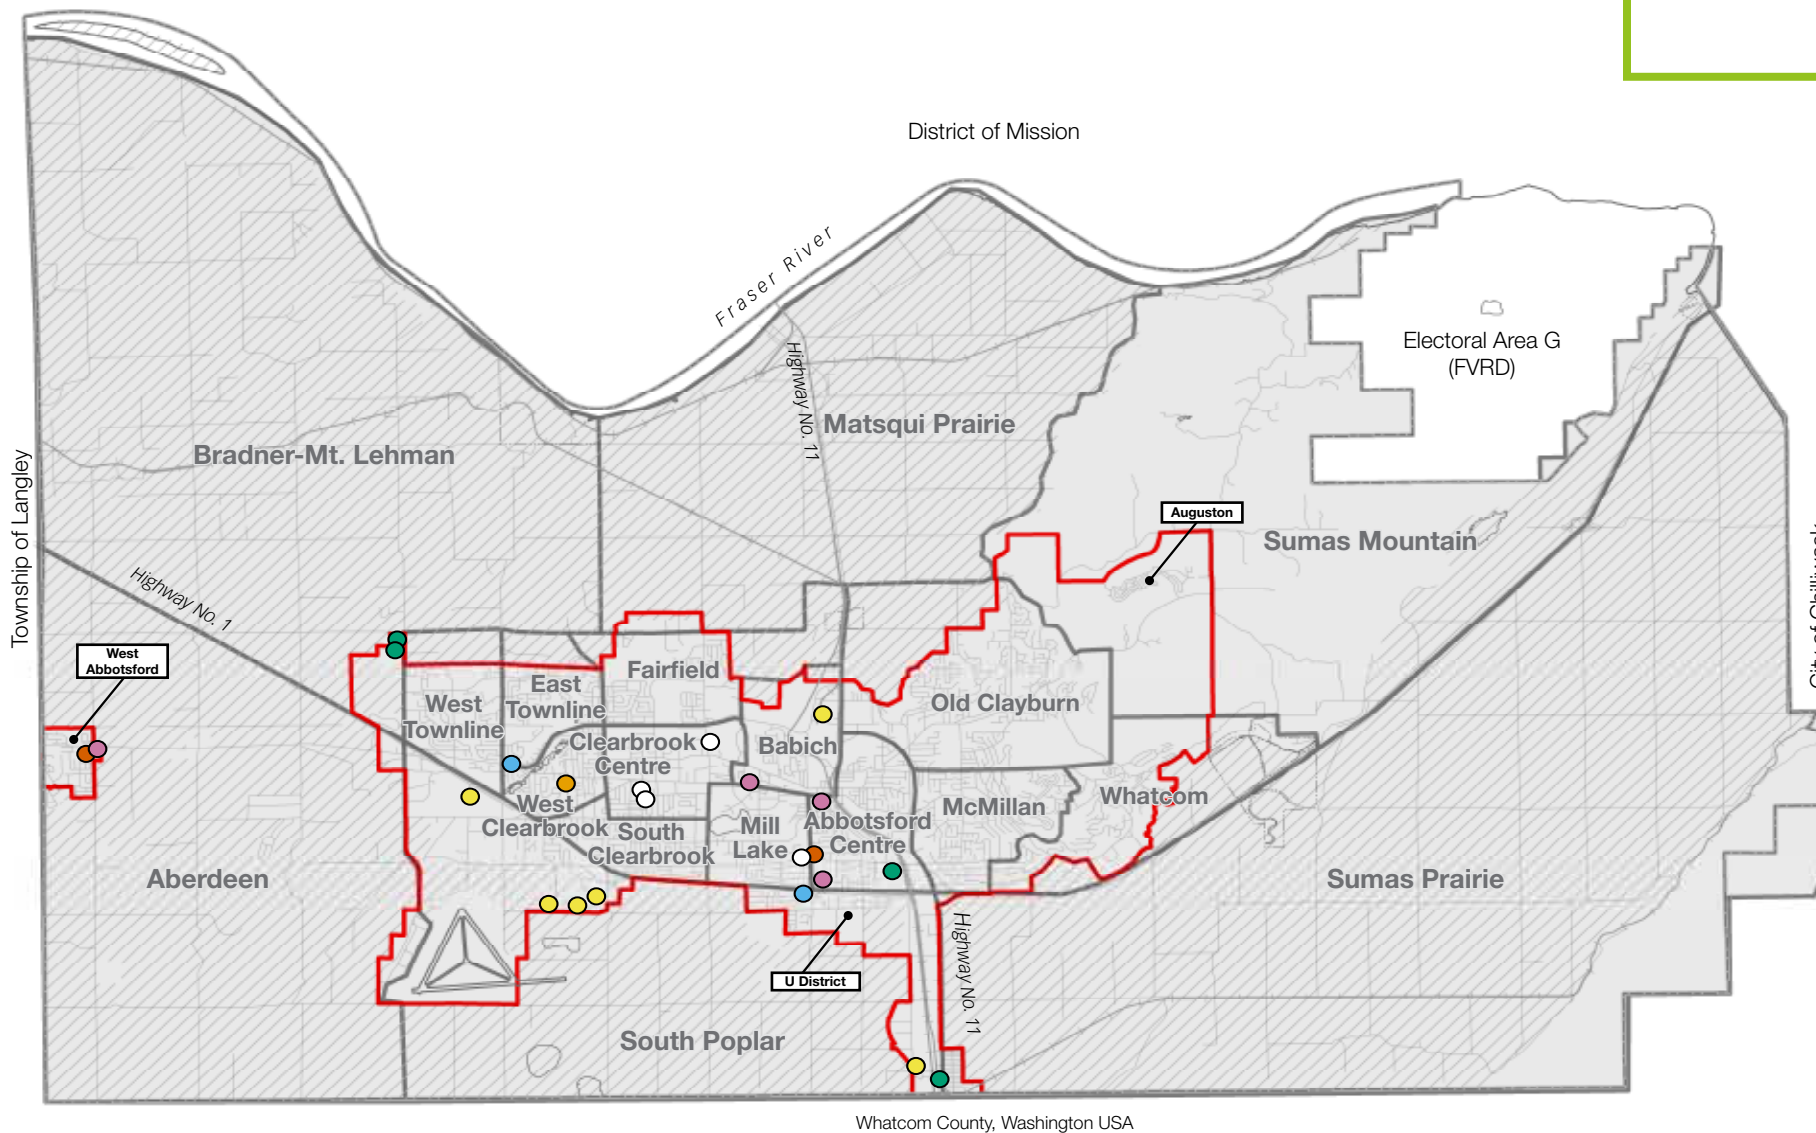 District of Mission
Fraser River
Electoral Area G
(FVRD)
Highway No. 11
Matsqui Prairie
Bradner-Mt. Lehman
Township of Langley
Auguston
Sumas Mountain
Highway No. 1
West
Abbotsford
Fairfield
East
Townline
West
Townline
Old Clayburn
Clearbrook
Centre
Babich
Whatcom
McMillan
West
Clearbrook
South
Clearbrook
Mill
Lake
Abbotsford
Centre
Aberdeen
Sumas Prairie
Highway No. 11
U District
South Poplar
Whatcom County, Washington USA